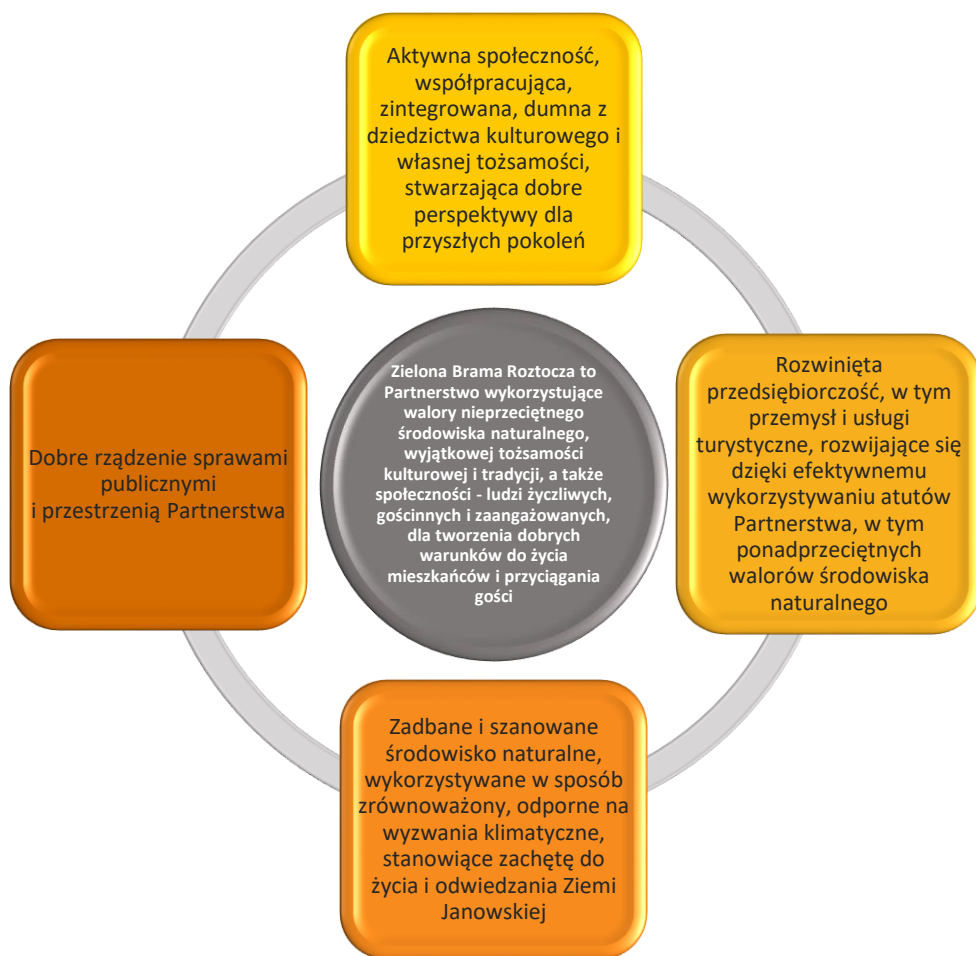 Aktywna społeczność,
współpracująca,
zintegrowana, dumna z
dziedzictwa kulturowego i
własnej tożsamości,
stwarzająca dobre
perspektywy dla
przyszłych pokoleń
Zielona Brama Roztocza to
Partnerstwo wykorzystujące
walory nieprzeciętnego
środowiska naturalnego,
wyjątkowej tożsamości
kulturowej i tradycji, a także
społeczności - ludzi życzliwych,
gościnnych i zaangażowanych,
dla tworzenia dobrych
warunków do życia
mieszkańców i przyciągania
gości
Rozwinięta
przedsiębiorczość, w tym
przemysł i usługi
turystyczne, rozwijające się
dzięki efektywnemu
wykorzystywaniu atutów
Partnerstwa, w tym
ponadprzeciętnych
walorów środowiska
naturalnego
Zadbane i szanowane
środowisko naturalne,
wykorzystywane w sposób
zrównoważony, odporne na
wyzwania klimatyczne,
stanowiące zachętę do
życia i odwiedzania Ziemi
Janowskiej
Dobre rządzenie sprawami
publicznymi
i przestrzenią Partnerstwa